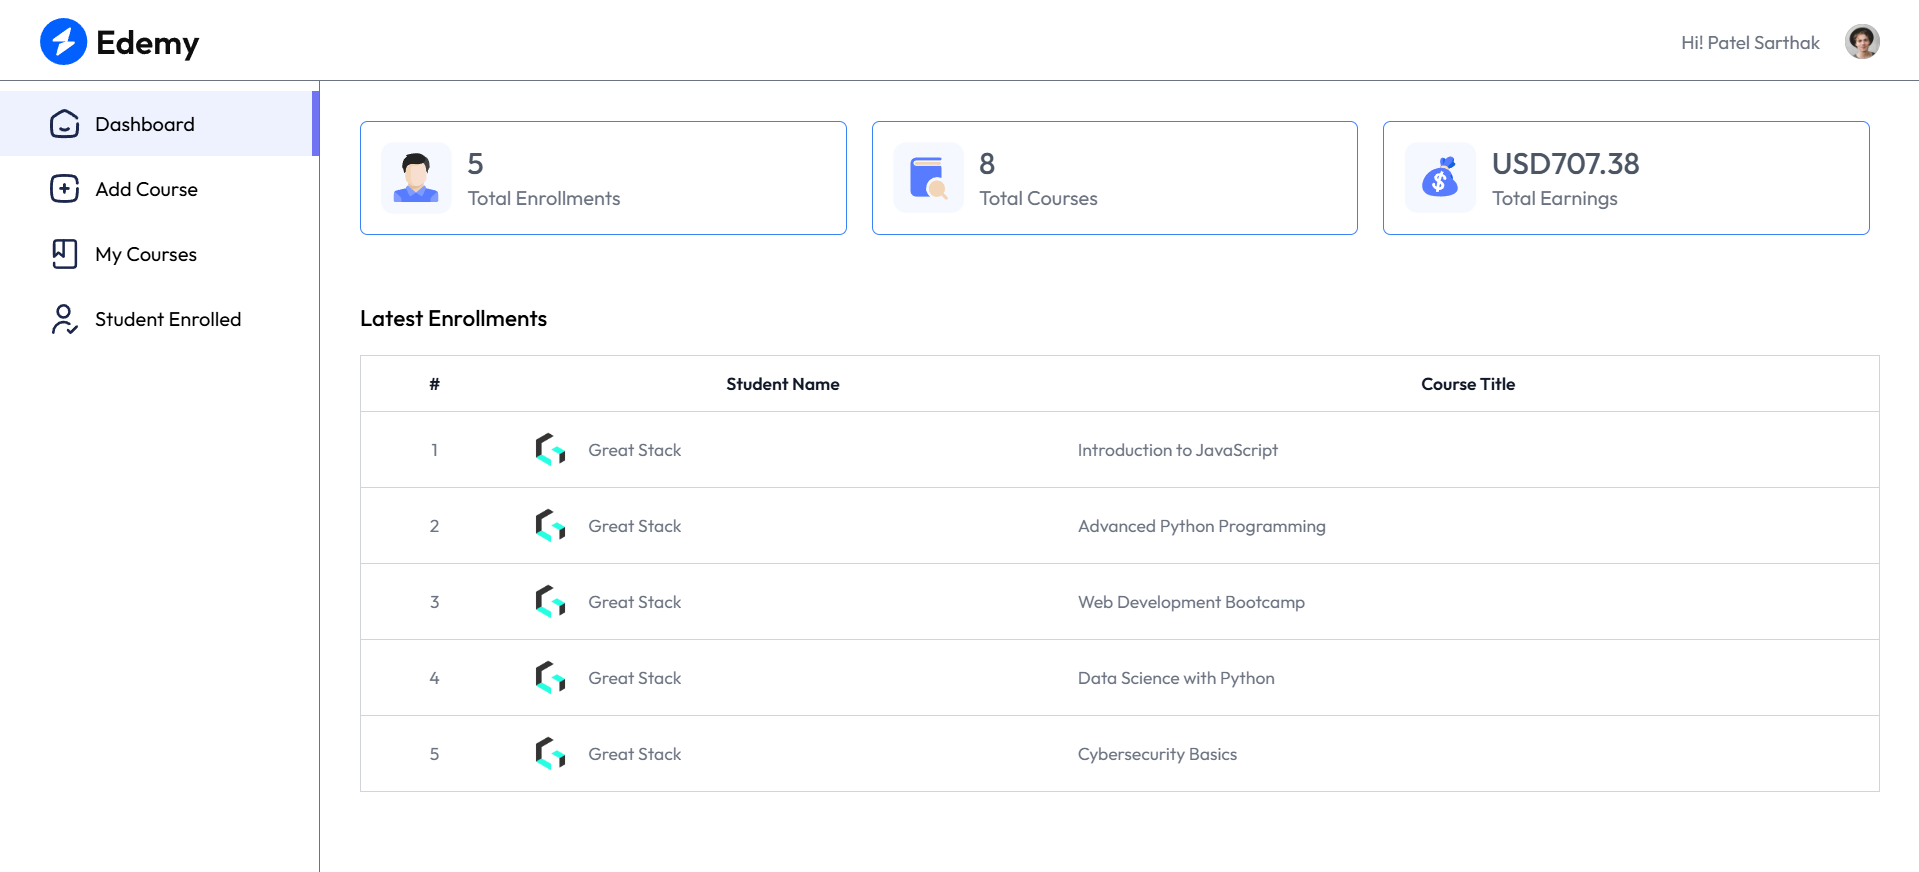 Edemy
Hi! Patel Sarthak
Dashboard
Add Course
My Courses
Student Enrolled
5
Total Enrollments
8
Total Courses
USD707.38
Total Earnings
Latest Enrollments
# Student Name Course Title
1 Great Stack Introduction to JavaScript
2 Great Stack Advanced Python Programming
3 Great Stack Web Development Bootcamp
4 Great Stack Data Science with Python
5 Great Stack Cybersecurity Basics